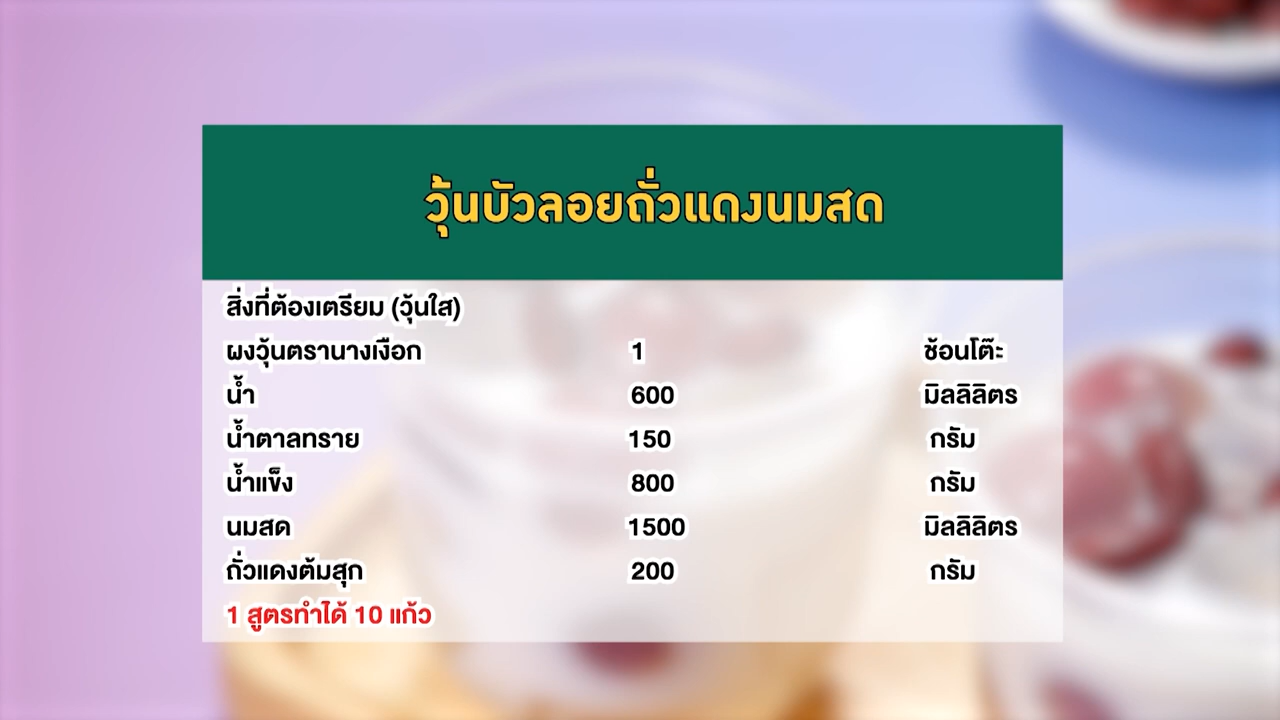 วุ้นบัวลอยถั่วแดงนมสด
สิ่งที่ต้องเตรียม (วุ้นใส)
ผงวุ้นตรานางเงือก 1 ช้อนโต๊ะ
น้ำ 600 มิลลิลิตร
น้ำตาลทราย 150 กรัม
น้ำแข็ง 800 กรัม
นมสด 1500 มิลลิลิตร
ถั่วแดงต้มสุก 200 กรัม
1 สูตรทำได้ 10 แก้ว